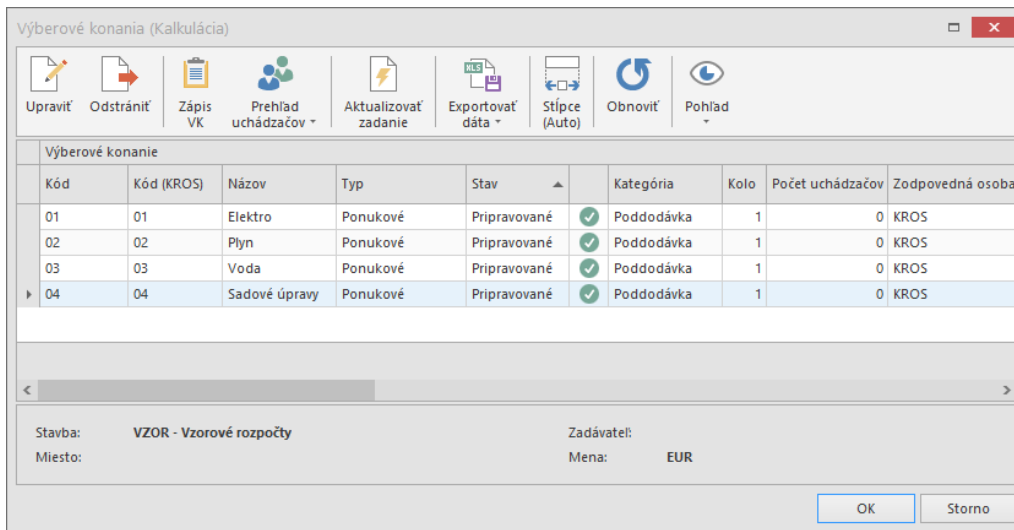 Výberové konania (Kalkulácia)
Upraviť Odstrániť Zápis VK Prehľad uchádzačov Aktualizovať zadanie Exportovať dáta Stĺpce (Auto) Obnoviť Pohľad
Výberové konanie
Kód Kód (KROS) Názov Typ Stav Kategória Kolo Počet uchádzačov Zodpovedná osoba
01 01 Elektro Ponukové Pripravované Poddodávka 1 0 KROS
02 02 Plyn Ponukové Pripravované Poddodávka 1 0 KROS
03 03 Voda Ponukové Pripravované Poddodávka 1 0 KROS
04 04 Sadové úpravy Ponukové Pripravované Poddodávka 1 0 KROS
Stavba: VZOR - Vzorové rozpočty Zadávateľ:
Miesto: Mena: EUR
OK Storno